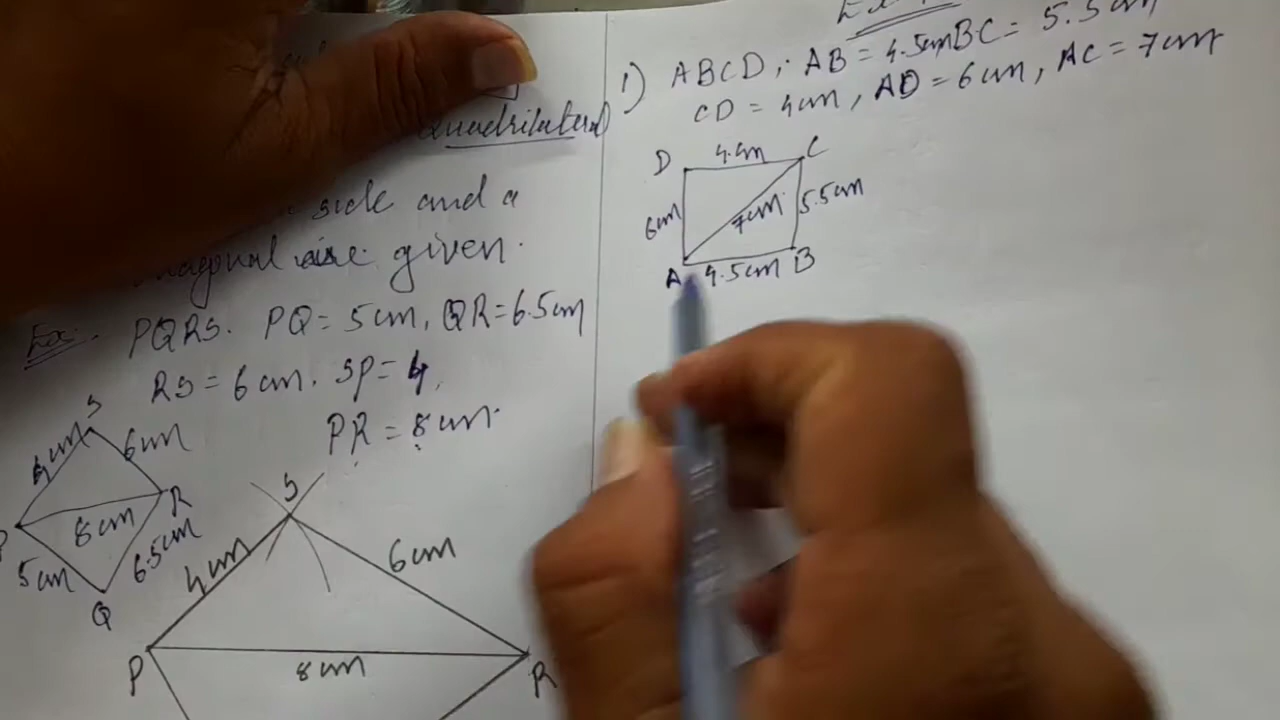 Quadrilateral
side and a
diagonal are given.
Ex. PQRS. PQ = 5cm, QR = 6.5cm
RS = 6cm. SP = 4,
PR = 8cm.
S
4cm 6cm
P 8cm R
5cm 6.5cm
Q
S
4cm 6cm
P 8cm R
1) ABCD, AB = 4.5cm BC = 5.5cm
CD = 4cm, AD = 6cm, AC = 7cm
D 4cm C
6cm 7cm 5.5cm
A 4.5cm B